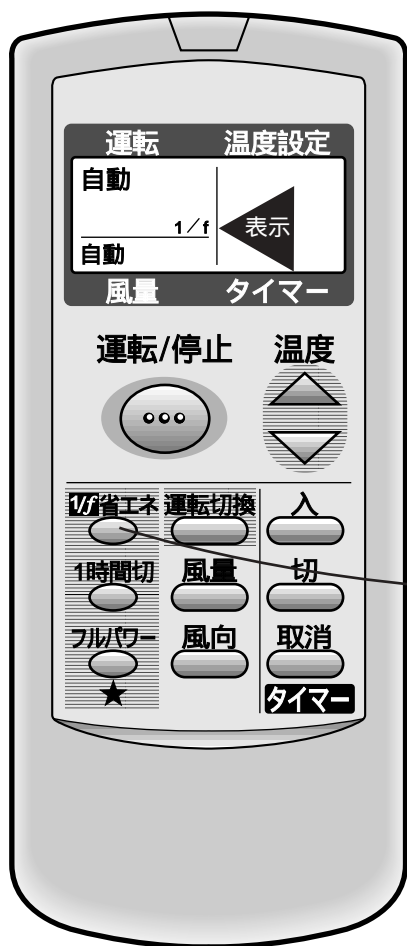 運転 温度設定
自動
1/f 表示
自動
風量 タイマー
運転/停止 温度
1/f省エネ 運転切換 入
1時間切 風量 切
フルパワー 風向 取消
★ タイマー